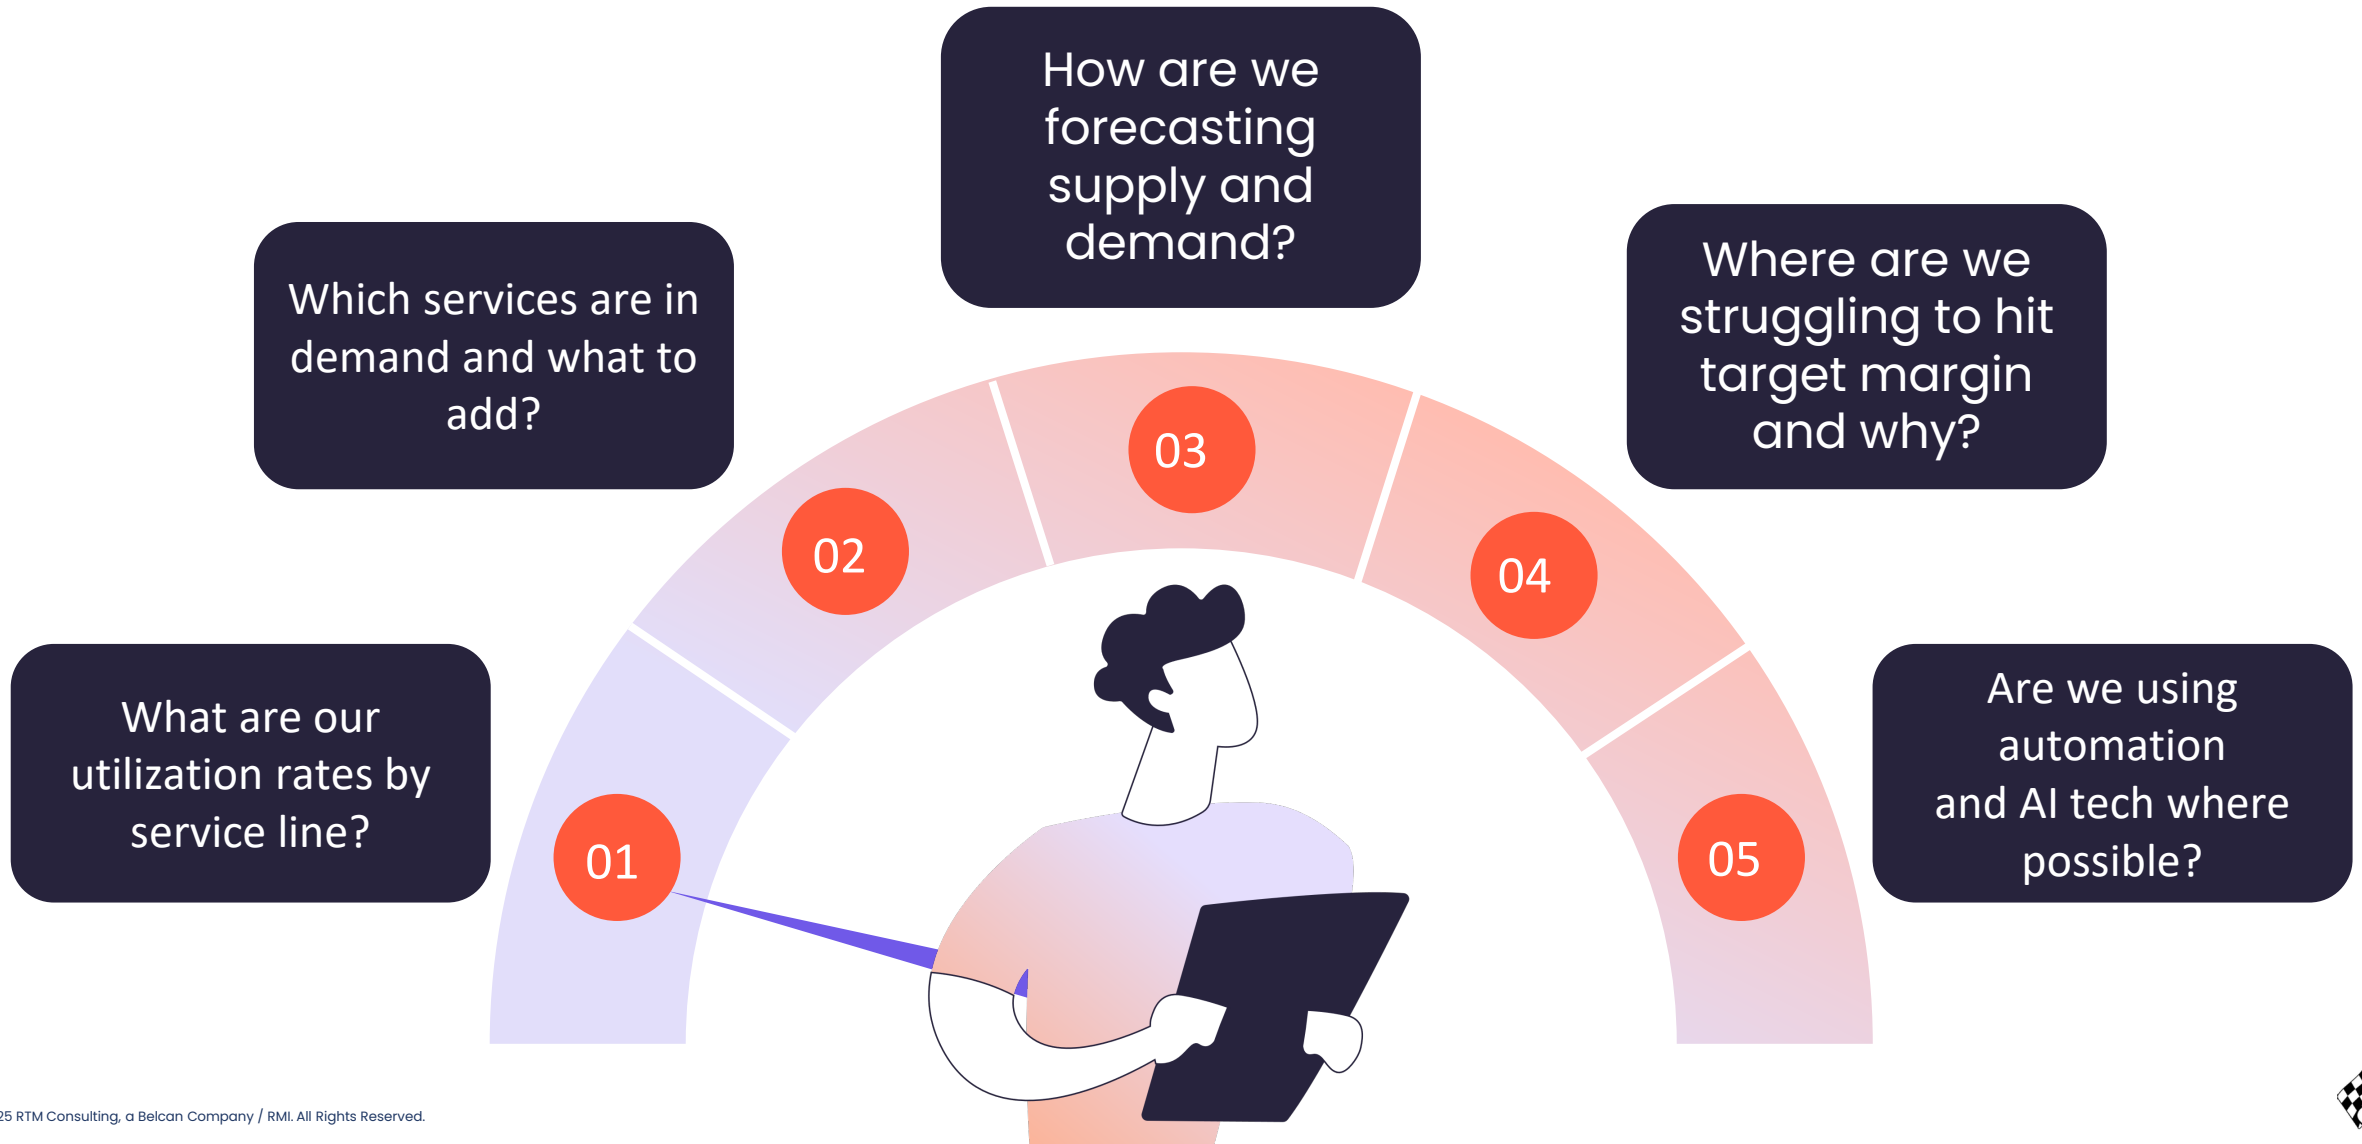 How are we
forecasting
supply and
demand?
Which services are in
demand and what to
add?
Where are we
struggling to hit
target margin
and why?
03
02
04
What are our
utilization rates by
service line?
Are we using
automation
and AI tech where
possible?
01
05
25 RTM Consulting, a Belcan Company / RMI. All Rights Reserved.